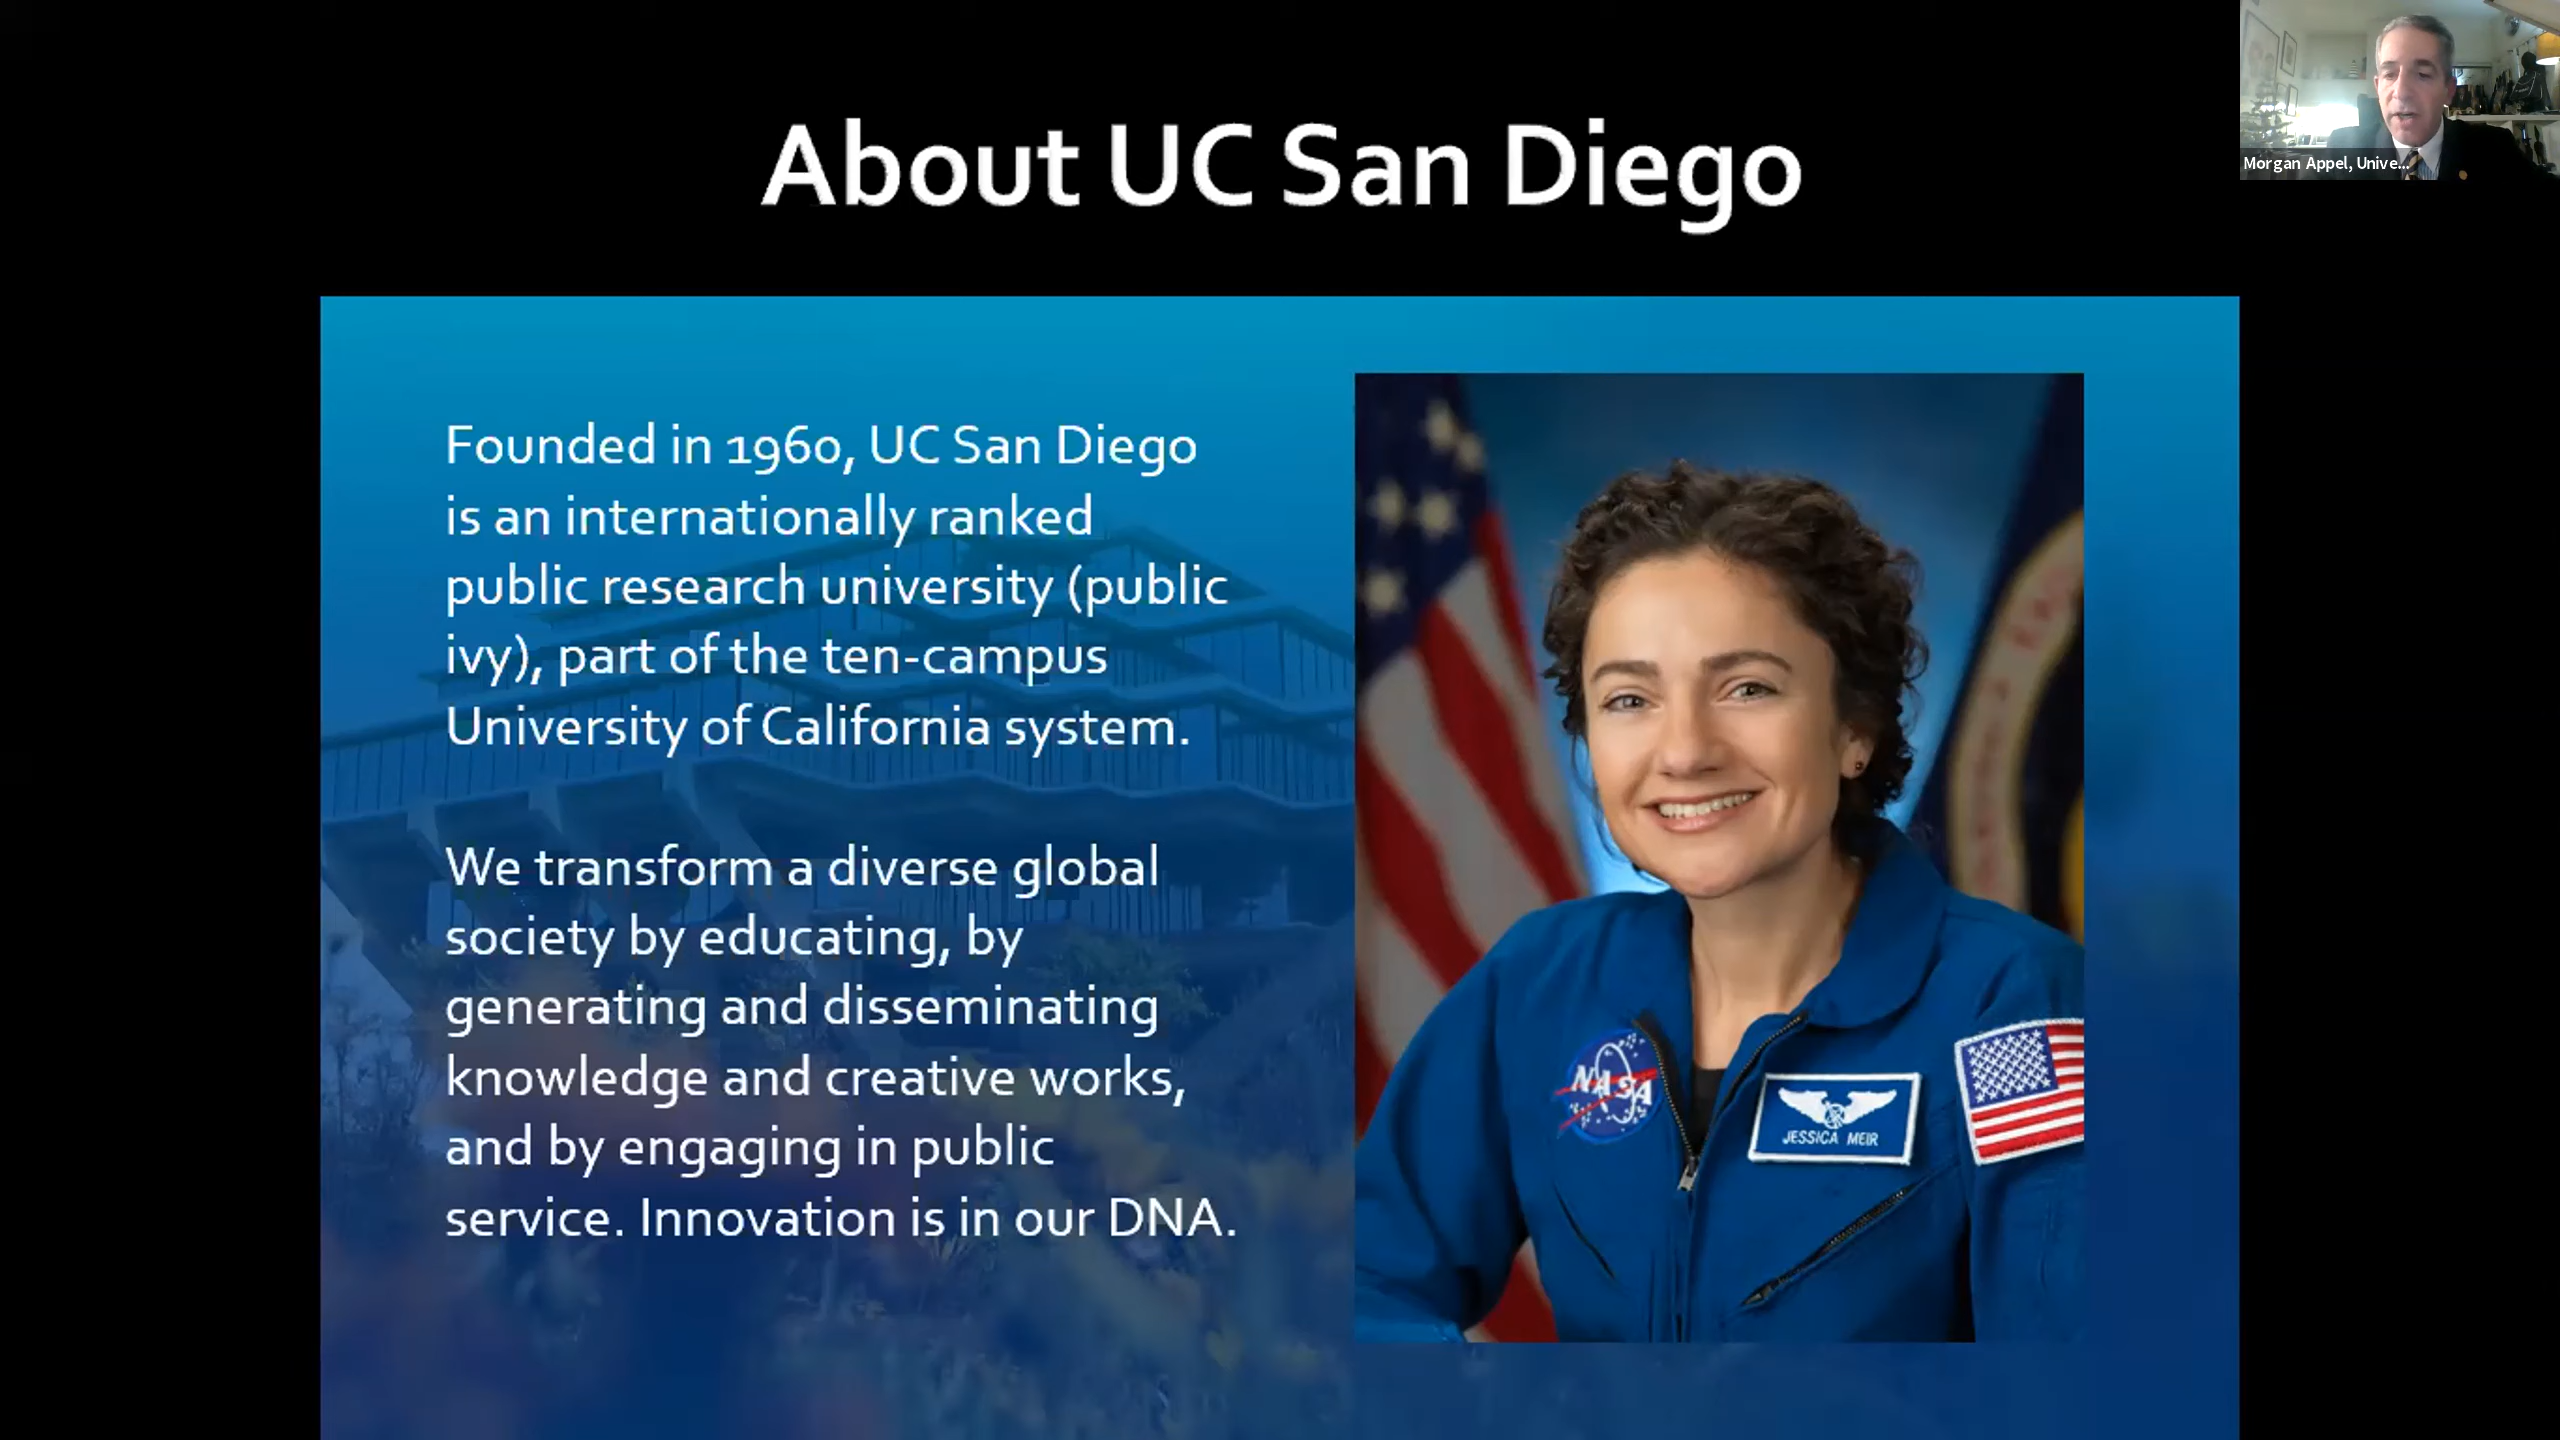 About UC San Diego
Morgan Appel, Unive...
Founded in 1960, UC San Diego
is an internationally ranked
public research university (public
ivy), part of the ten-campus
University of California system.
We transform a diverse global
society by educating, by
generating and disseminating
knowledge and creative works,
and by engaging in public
service. Innovation is in our DNA.
NASA
JESSICA MEIR